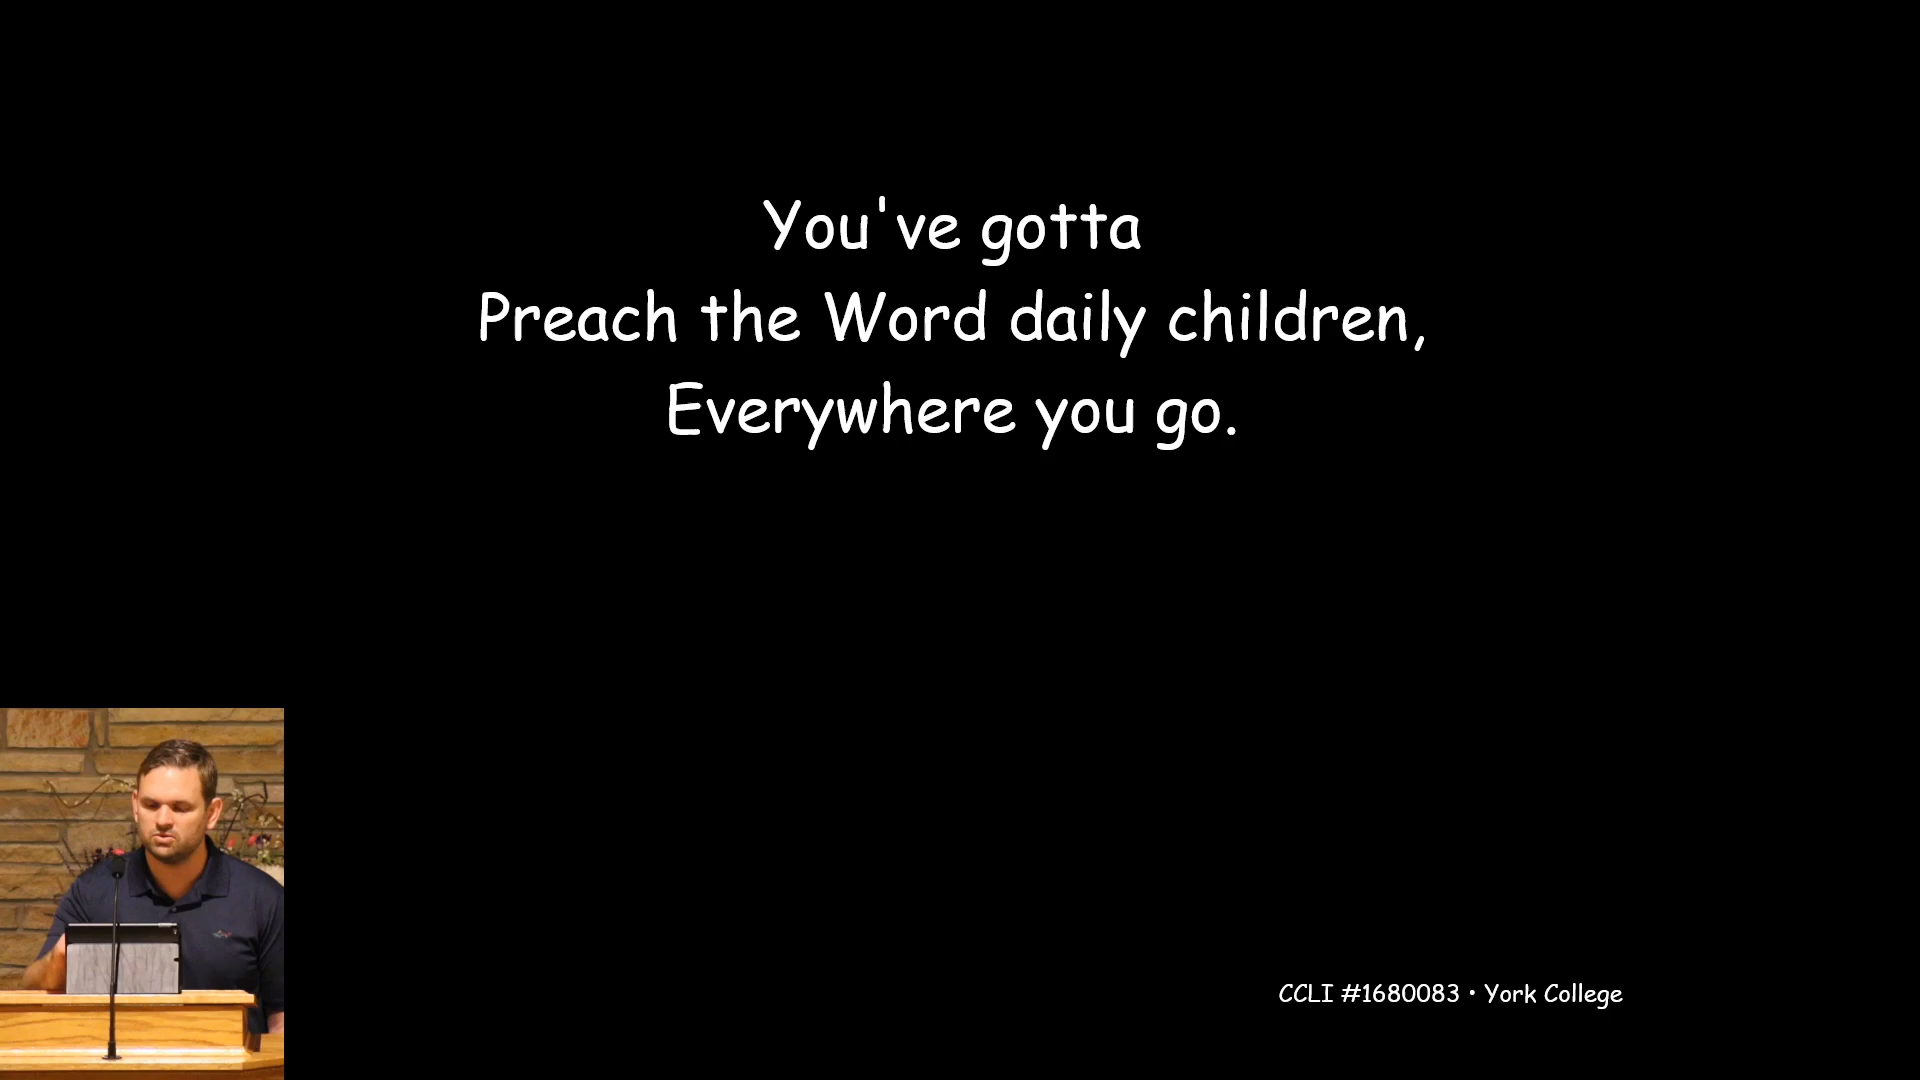 You've gotta
Preach the Word daily children,
Everywhere you go.
CCLI #1680083 • York College